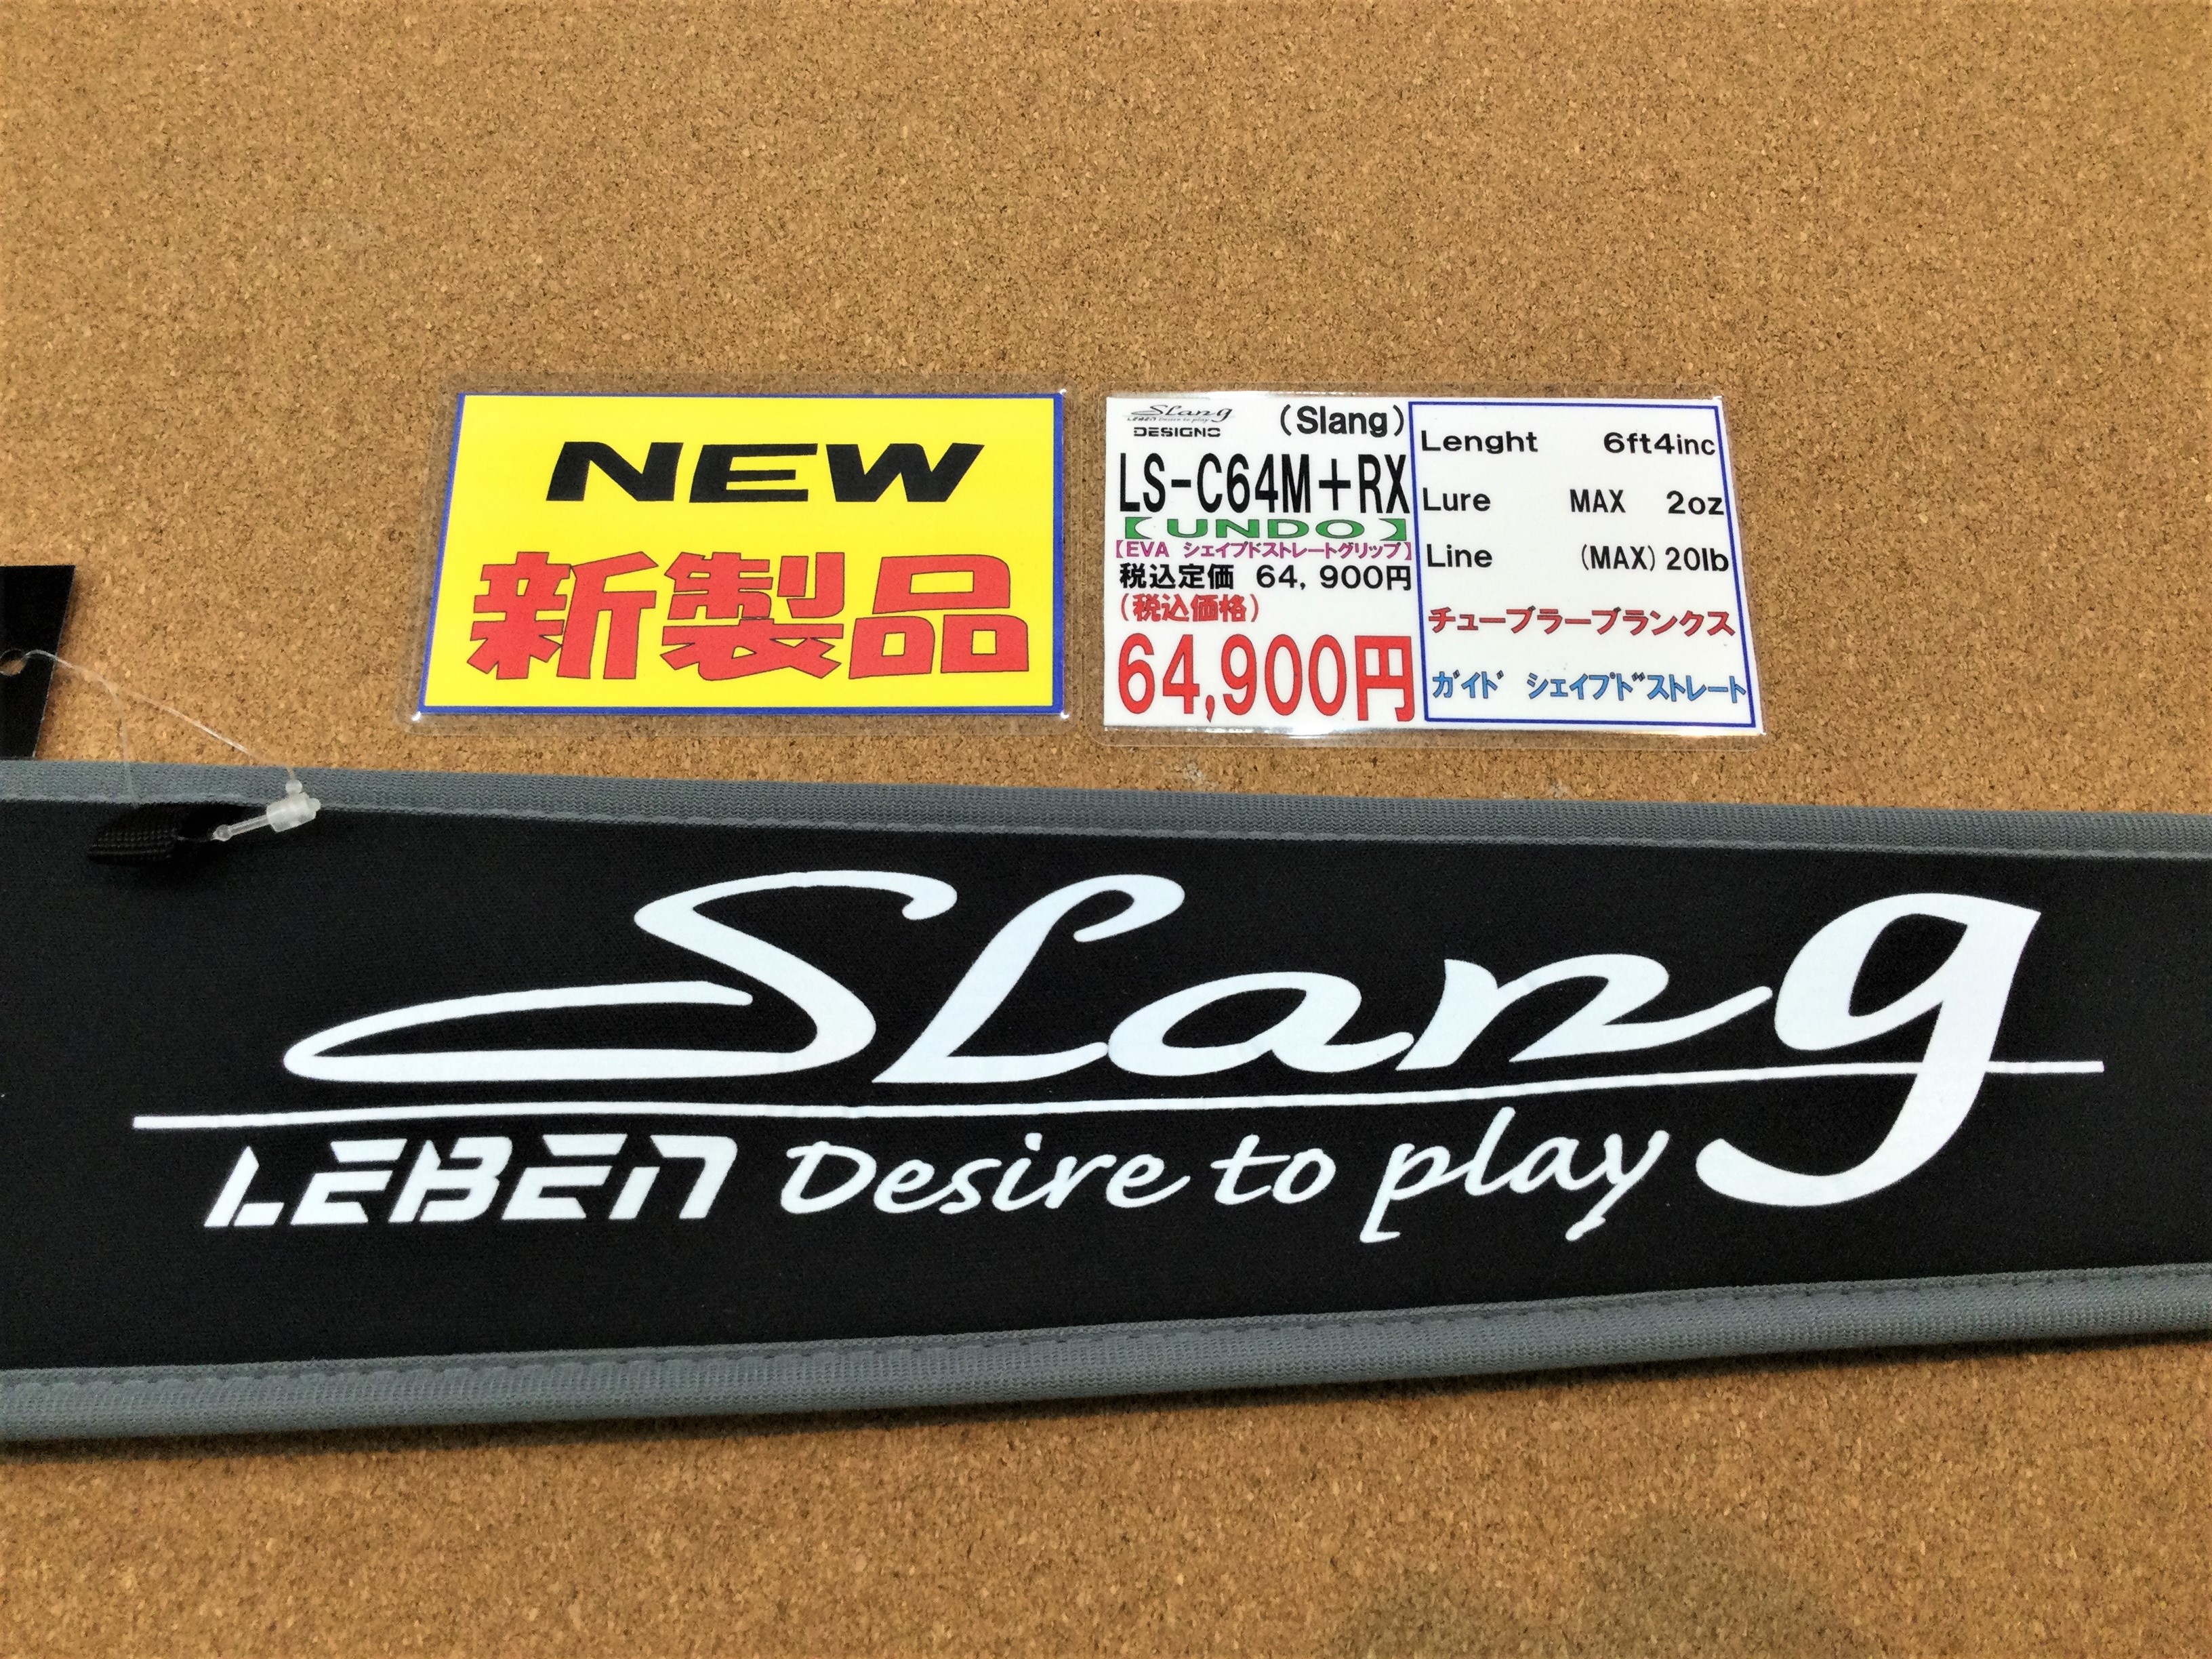 NEW
新製品
Slang
LEBEN Desire to play
DESIGNO
(Slang)
LS-C64M+RX
【UNDO】
【EVA シェイプドストレートグリップ】
税込定価 64,900円
(税込価格)
64,900円
Lenght 6ft4inc
Lure MAX 2oz
Line (MAX) 20lb
チューブラーブランクス
ガイド シェイプドストレート
Slang
LEBEN Desire to play